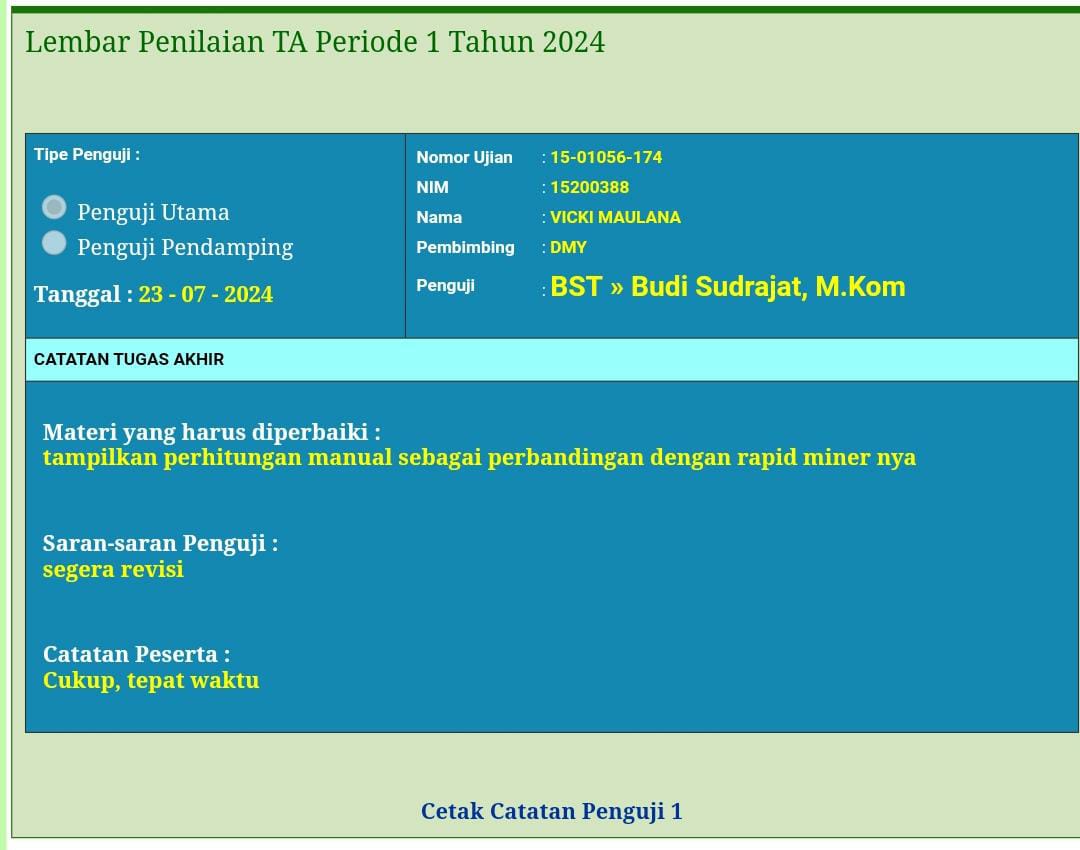 Lembar Penilaian TA Periode 1 Tahun 2024
Tipe Penguji :
Penguji Utama
Penguji Pendamping
Tanggal : 23 - 07 - 2024
Nomor Ujian : 15-01056-174
NIM : 15200388
Nama : VICKI MAULANA
Pembimbing : DMY
Penguji : BST » Budi Sudrajat, M.Kom
CATATAN TUGAS AKHIR
Materi yang harus diperbaiki :
tampilkan perhitungan manual sebagai perbandingan dengan rapid miner nya
Saran-saran Penguji :
segera revisi
Catatan Peserta :
Cukup, tepat waktu
Cetak Catatan Penguji 1